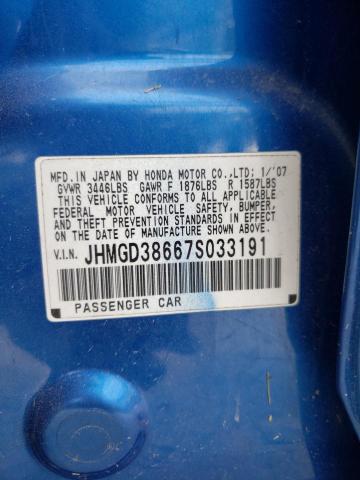 MFD. IN JAPAN BY HONDA MOTOR CO.,LTD; 1/'07
GVWR 3446LBS GAWR F 1876LBS R 1587LBS
THIS VEHICLE CONFORMS TO ALL APPLICABLE
FEDERAL MOTOR VEHICLE SAFETY, BUMPER,
AND THEFT PREVENTION STANDARDS IN EFFECT
ON THE DATE OF MANUFACTURE SHOWN ABOVE.
V.I.N. JHMGD38667S033191
PASSENGER CAR